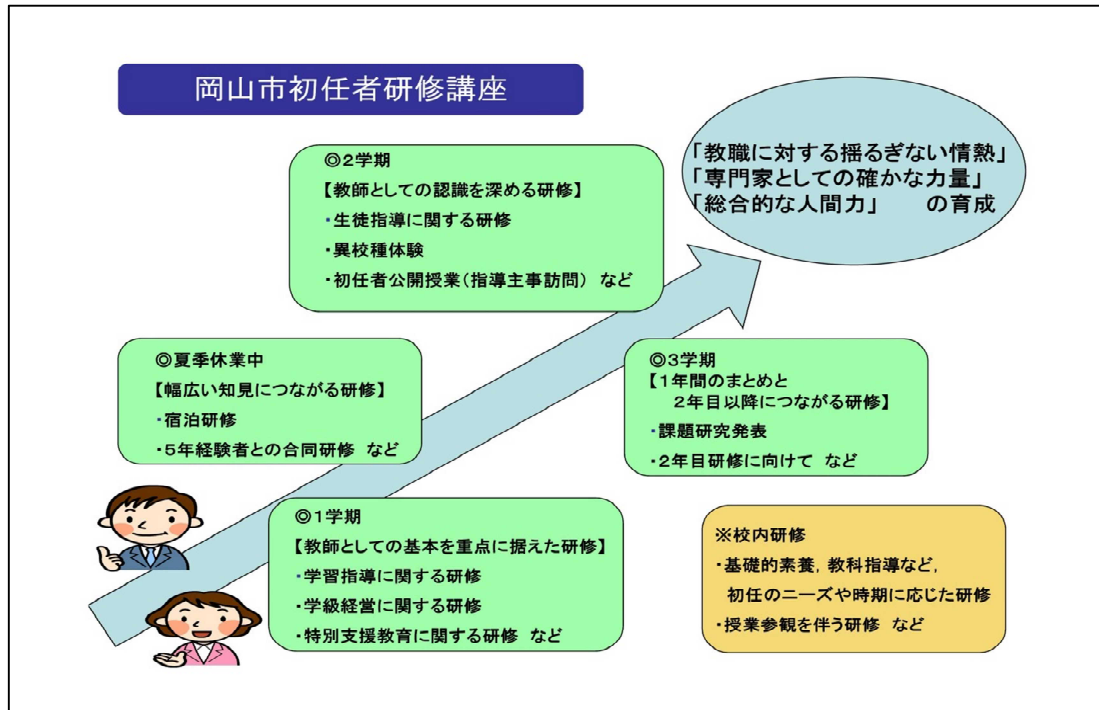 岡山市初任者研修講座
「教職に対する揺るぎない情熱」
「専門家としての確かな力量」
「総合的な人間力」　の育成
◎2学期
【教師としての認識を深める研修】
・生徒指導に関する研修
・異校種体験
・初任者公開授業（指導主事訪問）　など
◎夏季休業中
【幅広い知見につながる研修】
・宿泊研修
・5年経験者との合同研修　など
◎3学期
【1年間のまとめと
2年目以降につながる研修】
・課題研究発表
・2年目研修に向けて　など
◎1学期
【教師としての基本を重点に据えた研修】
・学習指導に関する研修
・学級経営に関する研修
・特別支援教育に関する研修　など
※校内研修
・基礎的素養，教科指導など，
初任のニーズや時期に応じた研修
・授業参観を伴う研修　など